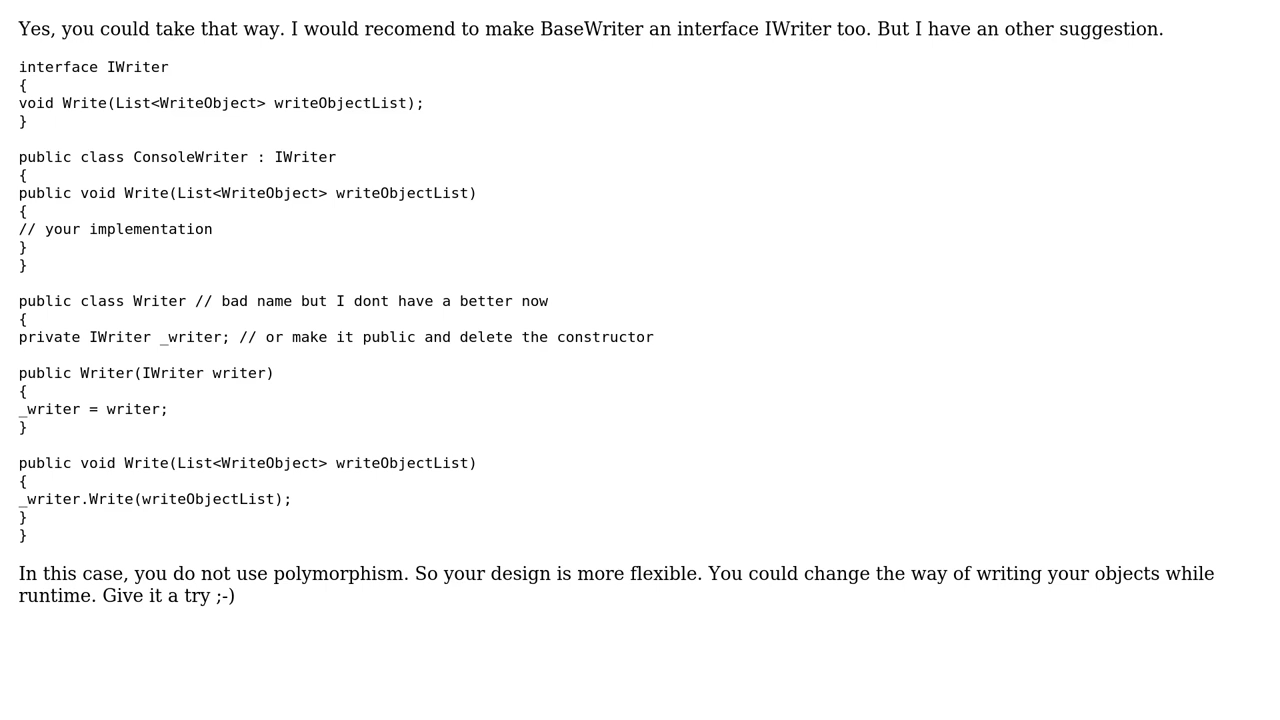 Yes, you could take that way. I would recomend to make BaseWriter an interface IWriter too. But I have an other suggestion.
interface IWriter
{
void Write(List<WriteObject> writeObjectList);
}
public class ConsoleWriter : IWriter
{
public void Write(List<WriteObject> writeObjectList)
{
// your implementation
}
}
public class Writer // bad name but I dont have a better now
{
private IWriter _writer; // or make it public and delete the constructor
public Writer(IWriter writer)
{
_writer = writer;
}
public void Write(List<WriteObject> writeObjectList)
{
_writer.Write(writeObjectList);
}
}
In this case, you do not use polymorphism. So your design is more flexible. You could change the way of writing your objects while
runtime. Give it a try ;-)